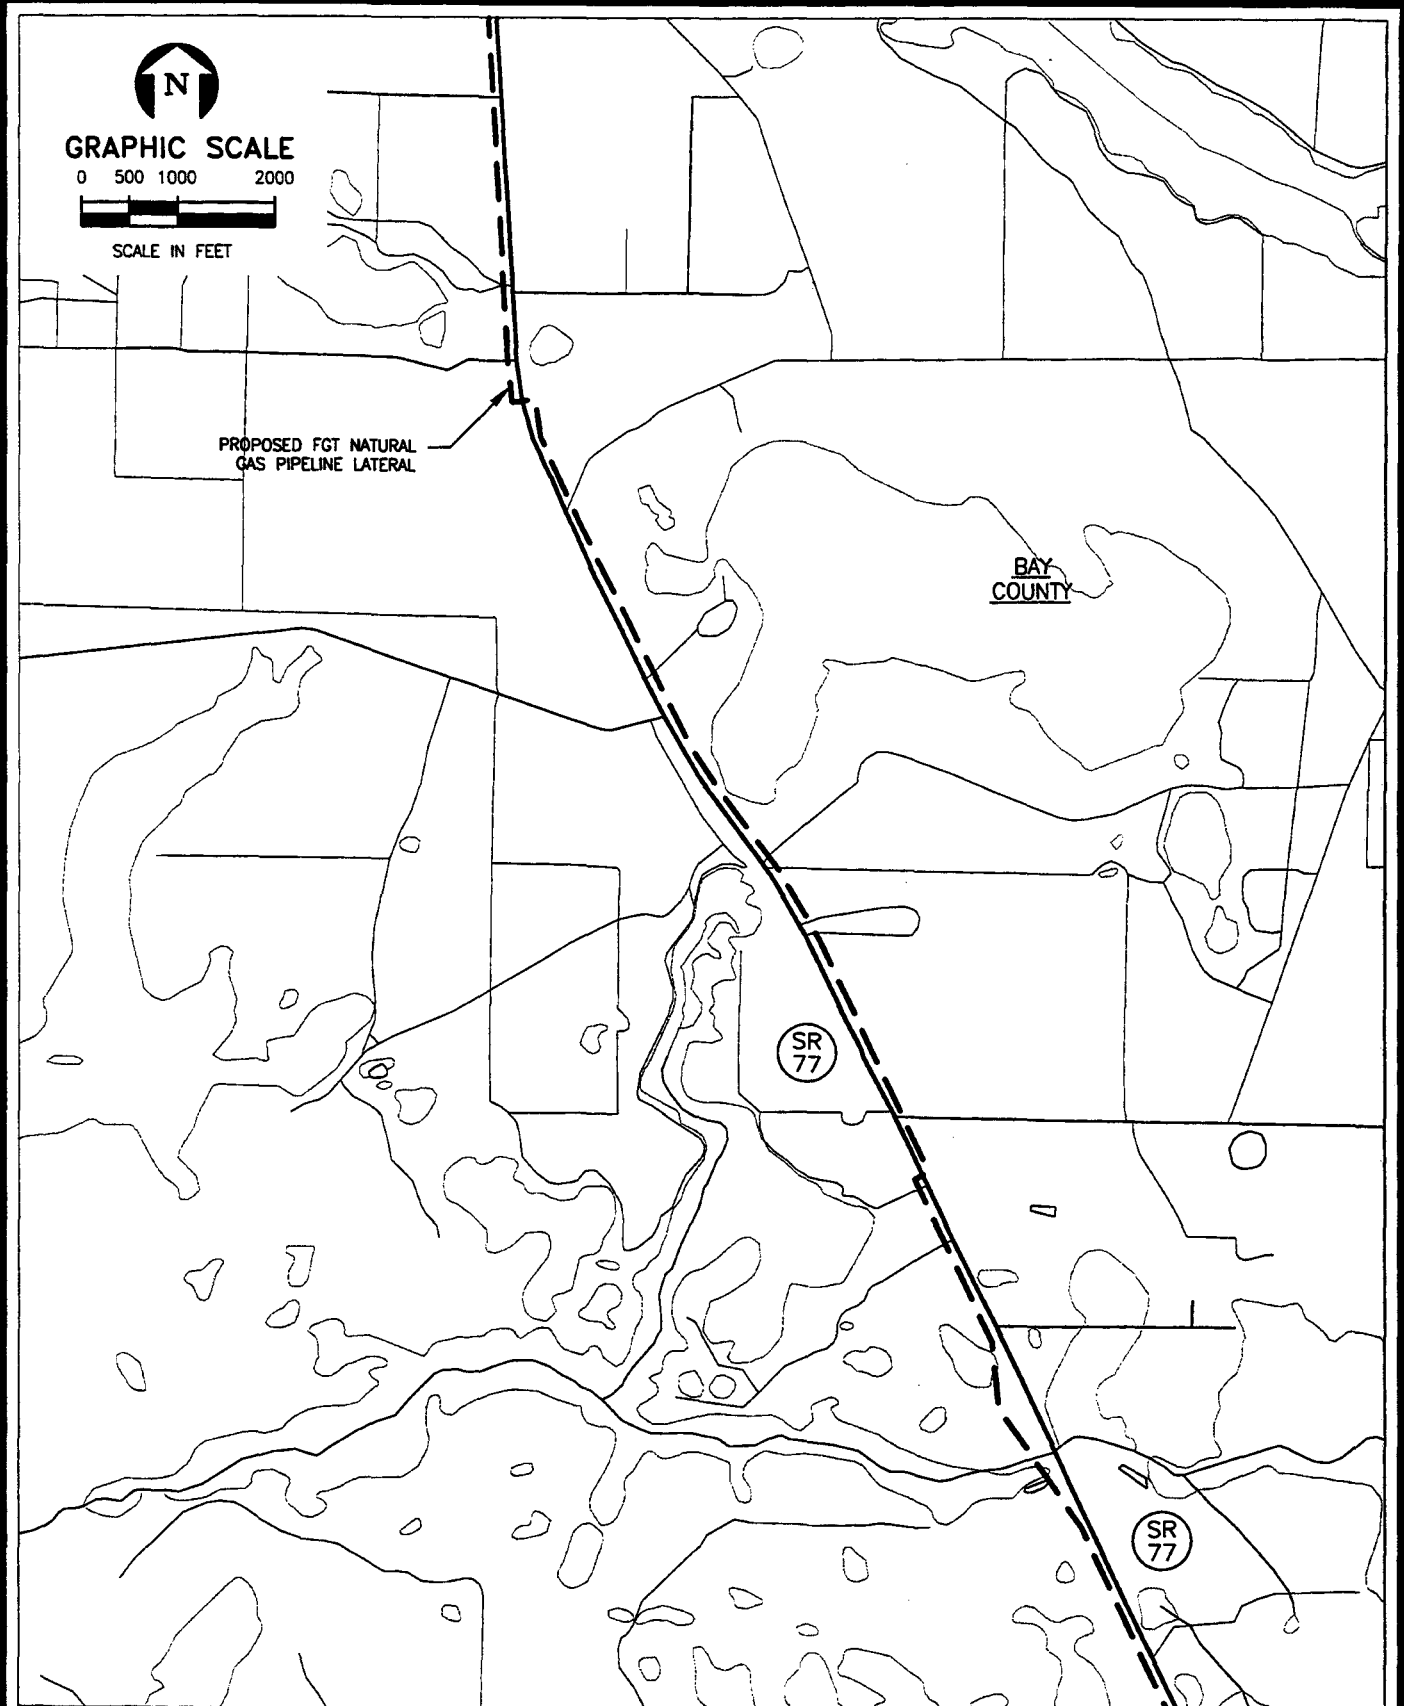 N
GRAPHIC SCALE
0 500 1000 2000
SCALE IN FEET
PROPOSED FGT NATURAL
GAS PIPELINE LATERAL
BAY
COUNTY
SR
77
SR
77